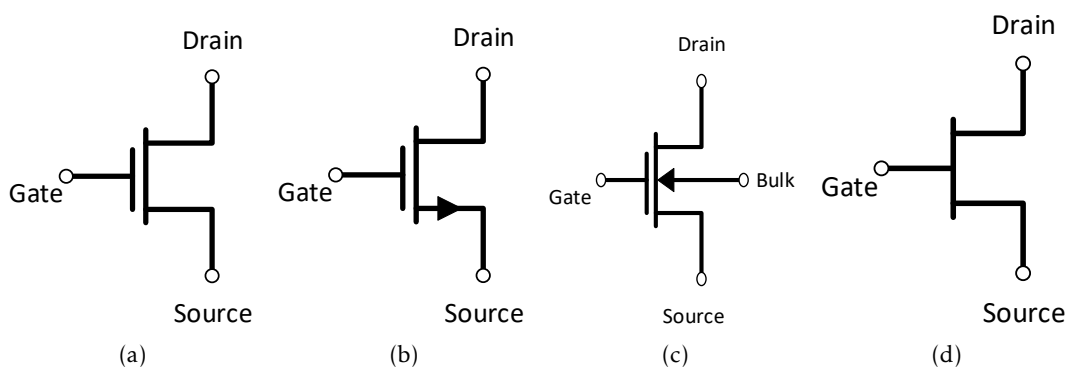 Drain
Gate
Source
(a)
Drain
Gate
Source
(b)
Drain
Gate
Bulk
Source
(c)
Drain
Gate
Source
(d)